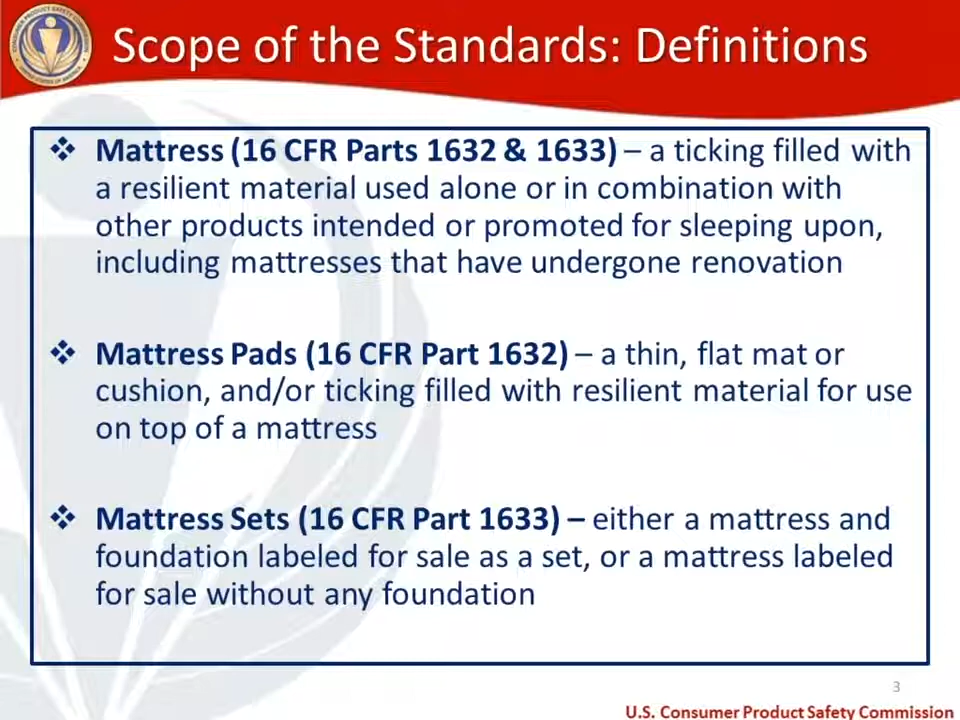 Scope of the Standards: Definitions
❖ Mattress (16 CFR Parts 1632 & 1633) – a ticking filled with
a resilient material used alone or in combination with
other products intended or promoted for sleeping upon,
including mattresses that have undergone renovation
❖ Mattress Pads (16 CFR Part 1632) – a thin, flat mat or
cushion, and/or ticking filled with resilient material for use
on top of a mattress
❖ Mattress Sets (16 CFR Part 1633) – either a mattress and
foundation labeled for sale as a set, or a mattress labeled
for sale without any foundation
3
U.S. Consumer Product Safety Commission